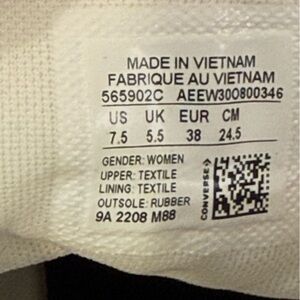 MADE IN VIETNAM
FABRIQUE AU VIETNAM
565902C AEEW300800346
US UK EUR CM
7.5 5.5 38 24.5
GENDER: WOMEN
UPPER: TEXTILE
LINING: TEXTILE
OUTSOLE: RUBBER
9A 2208 M88
CONVERSE